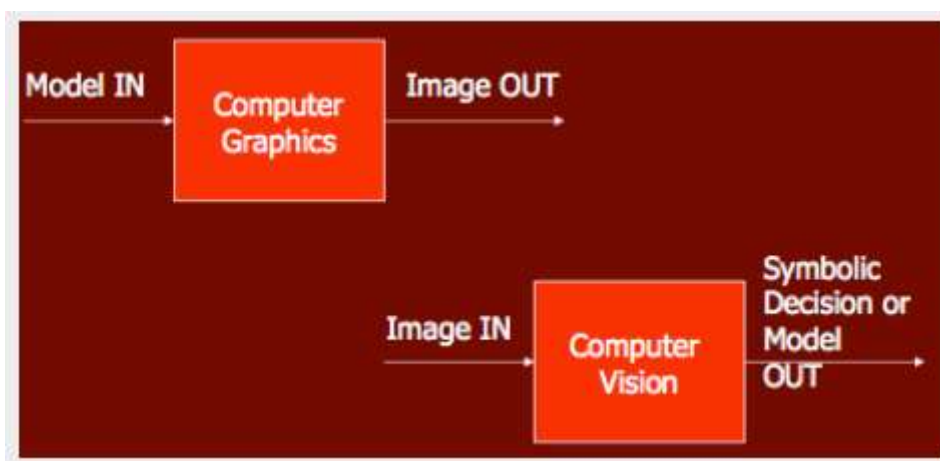 Model IN
Computer
Graphics
Image OUT
Image IN
Computer
Vision
Symbolic
Decision or
Model
OUT